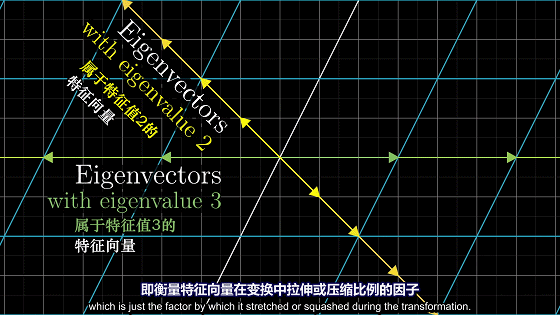 Eigenvectors
with eigenvalue 2
属于特征值2的
特征向量
Eigenvectors
with eigenvalue 3
属于特征值3的
特征向量
即衡量特征向量在变换中拉伸或压缩比例的因子
which is just the factor by which it stretched or squashed during the transformation.